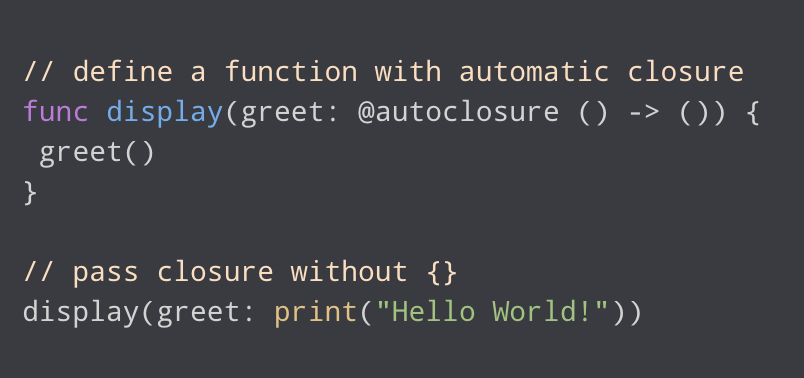 // define a function with automatic closure
func display(greet: @autoclosure () -> ()) {
 greet()
}
// pass closure without {}
display(greet: print("Hello World!"))